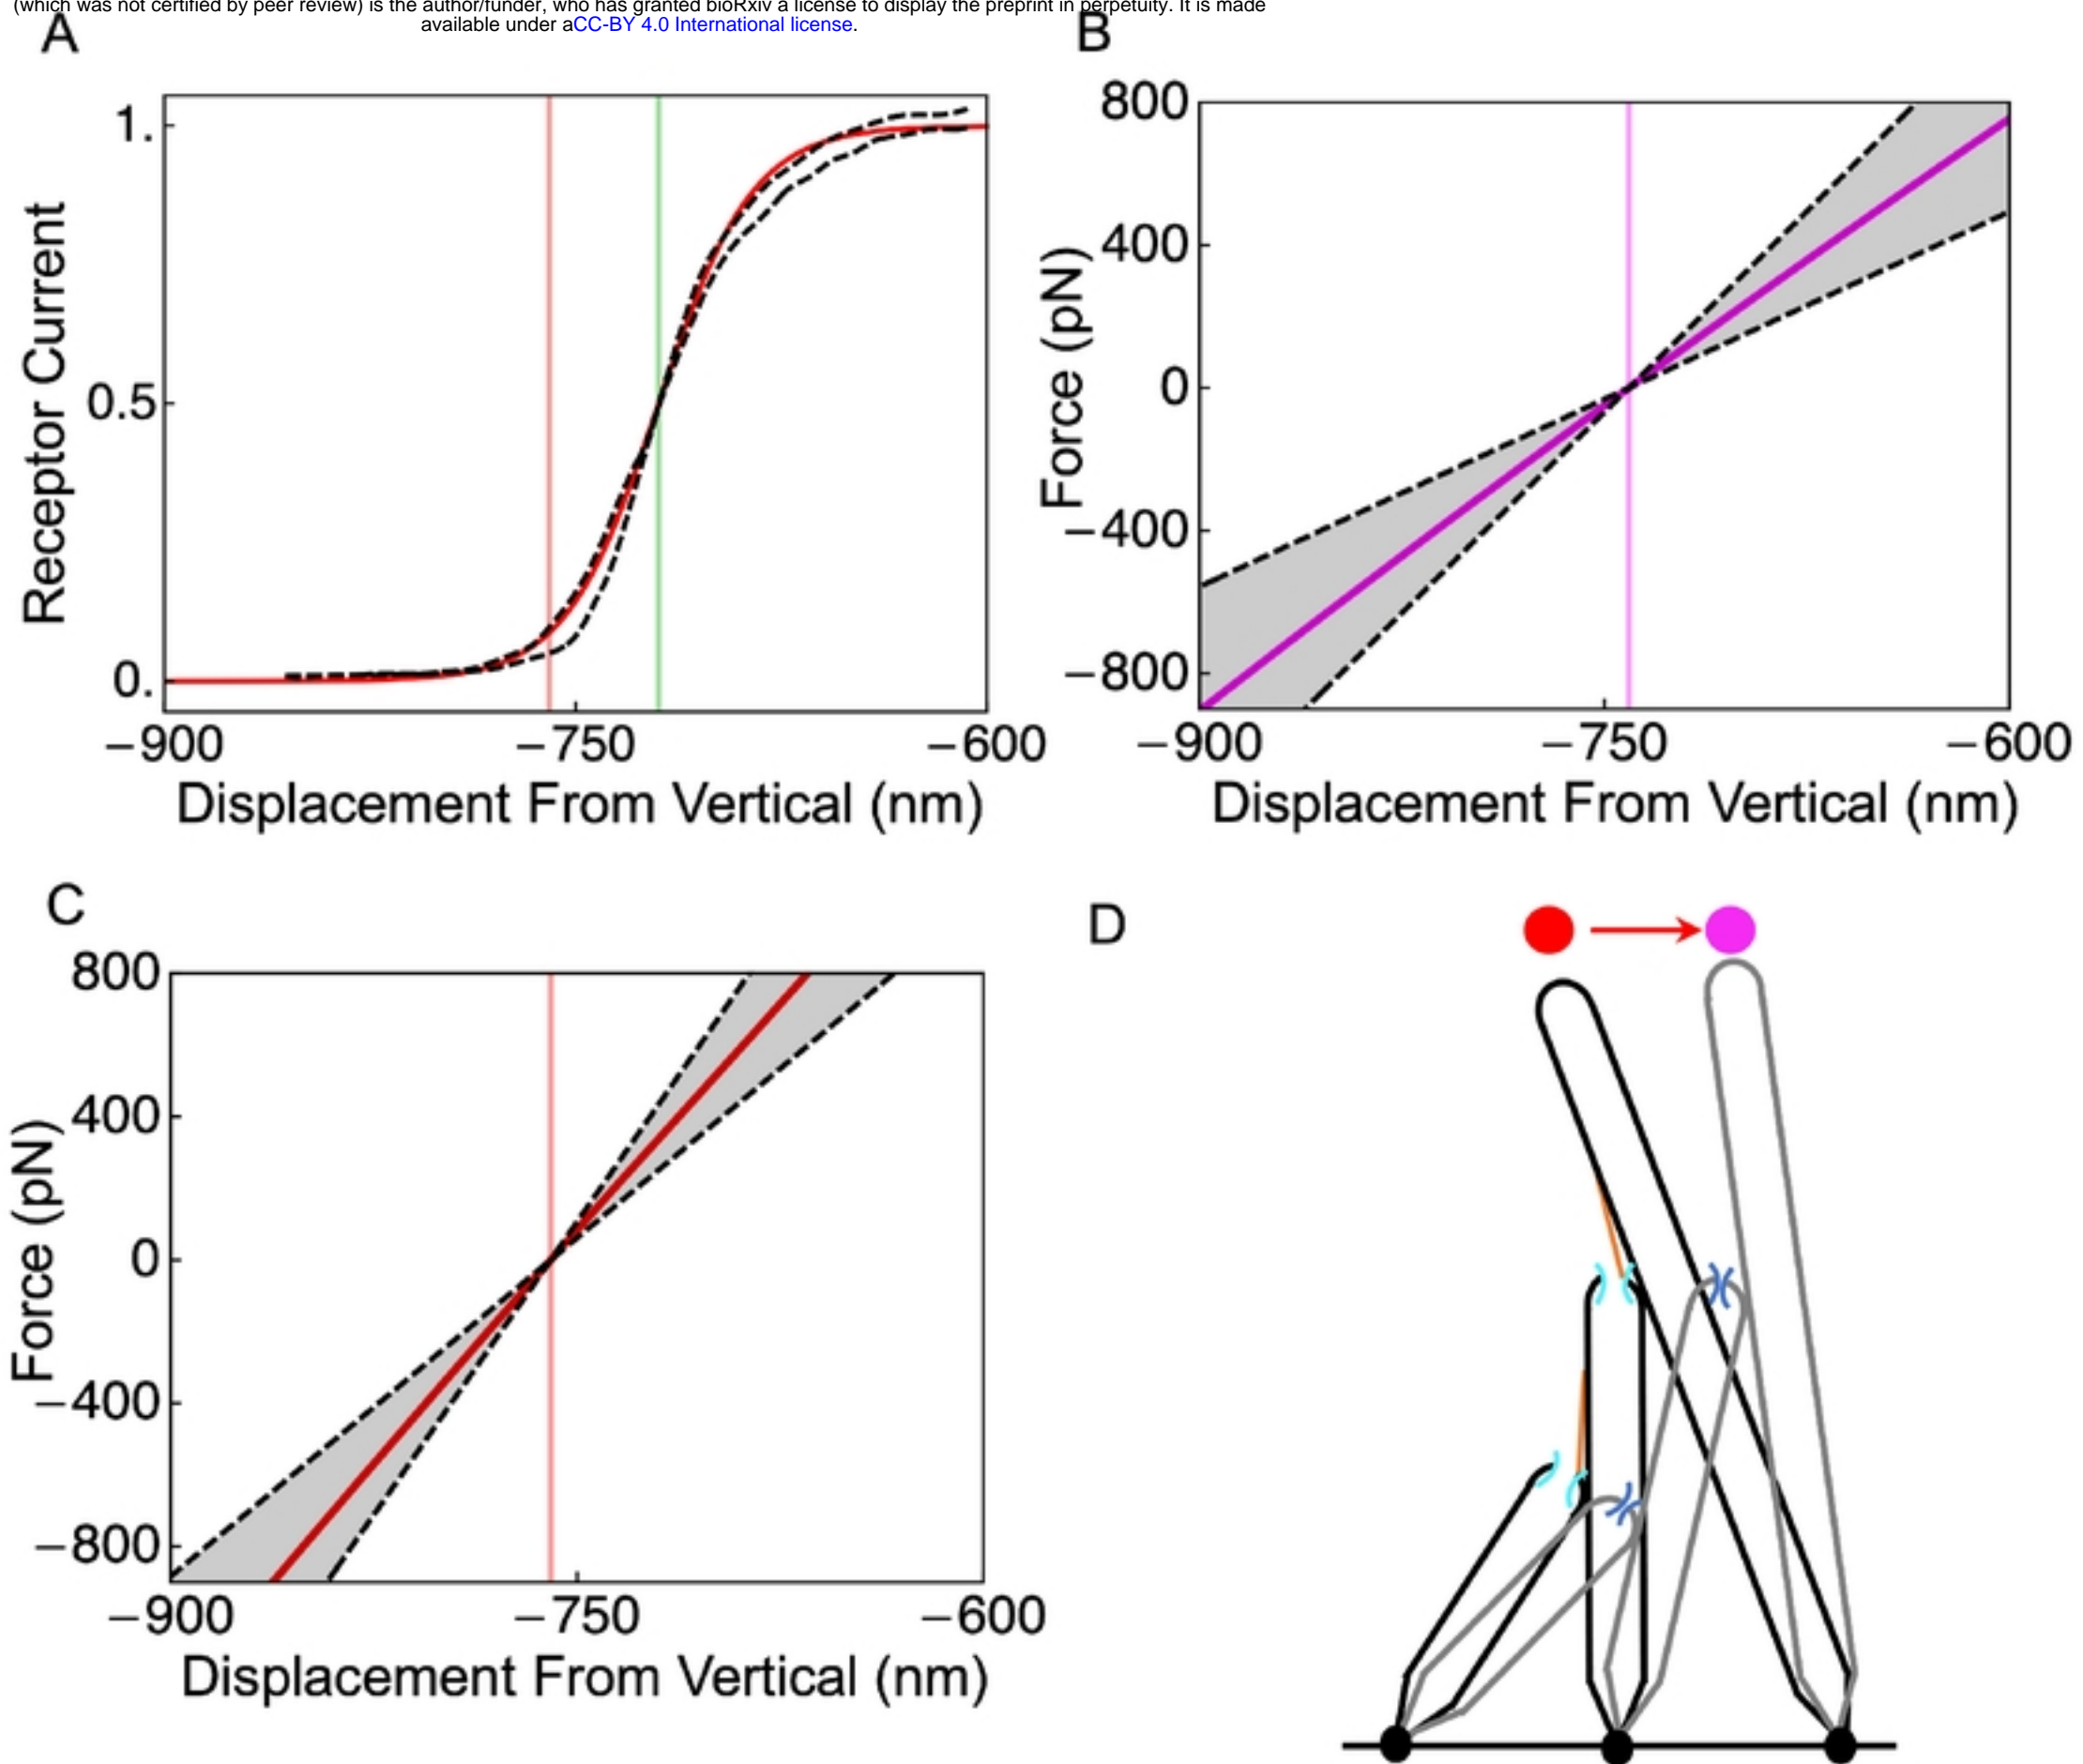 (which was not certified by peer review) is the author/funder, who has granted bioRxiv a license to display the preprint in perpetuity. It is made
available under aCC-BY 4.0 International license.
A
1.
0.5
0.
Receptor Current
−900
−750
−600
Displacement From Vertical (nm)
B
800
400
0
−400
−800
Force (pN)
−900
−750
−600
Displacement From Vertical (nm)
C
800
400
0
−400
−800
Force (pN)
−900
−750
−600
Displacement From Vertical (nm)
D